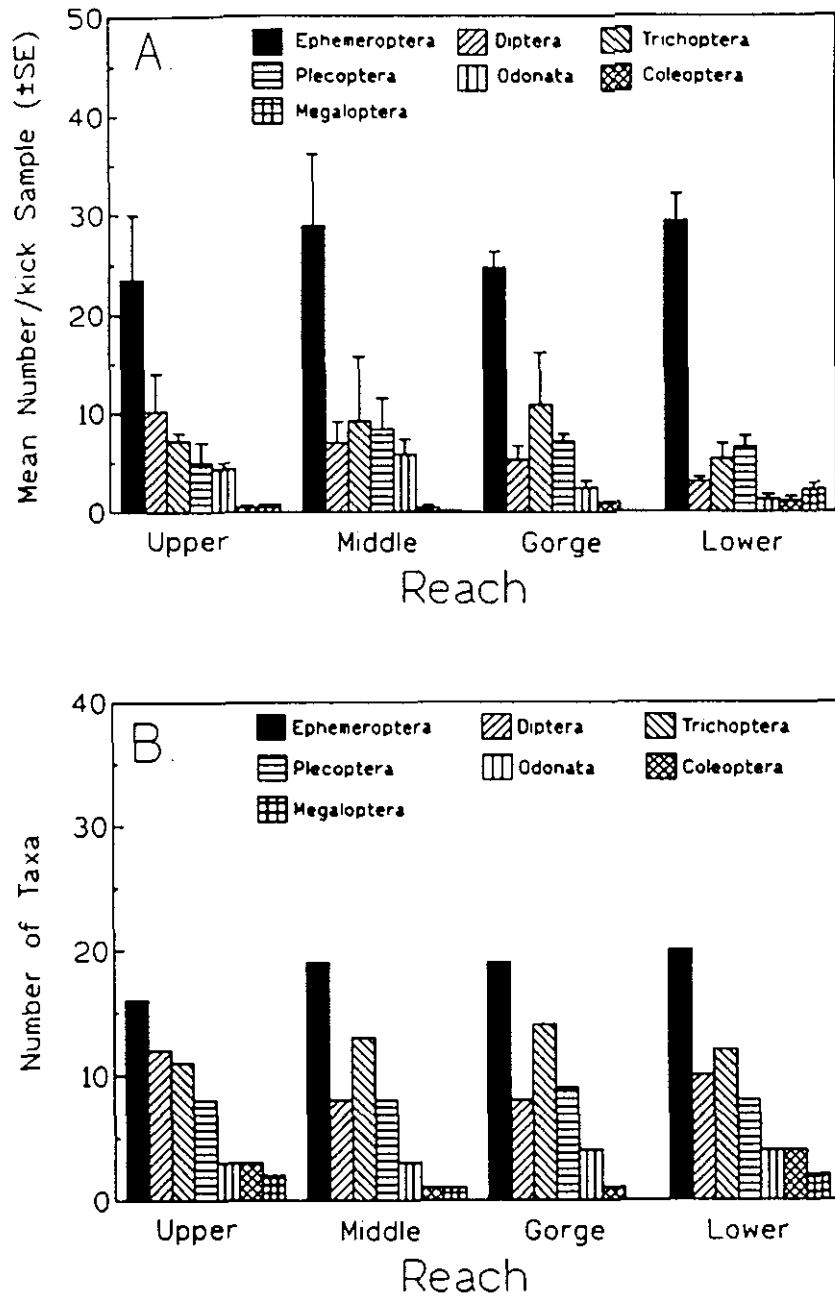 A
Mean Number/kick Sample (±SE)
50
40
30
20
10
0
Ephemeroptera Diptera Trichoptera
Plecoptera Odonata Coleoptera
Megaloptera
Upper Middle Gorge Lower
Reach
B
Number of Taxa
40
30
20
10
0
Ephemeroptera Diptera Trichoptera
Plecoptera Odonata Coleoptera
Megaloptera
Upper Middle Gorge Lower
Reach